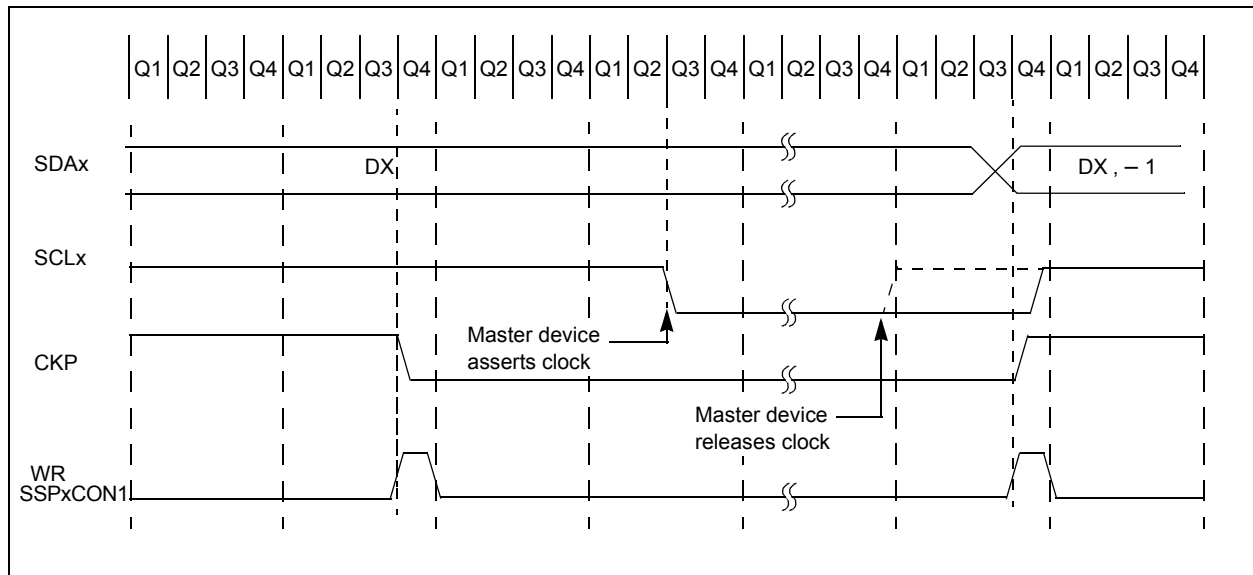 Q1 Q2 Q3 Q4 Q1 Q2 Q3 Q4 Q1 Q2 Q3 Q4 Q1 Q2 Q3 Q4 Q1 Q2 Q3 Q4 Q1 Q2 Q3 Q4 Q1 Q2 Q3 Q4
SDAx
DX
DX , – 1
SCLx
Master device
asserts clock
CKP
Master device
releases clock
WR
SSPxCON1